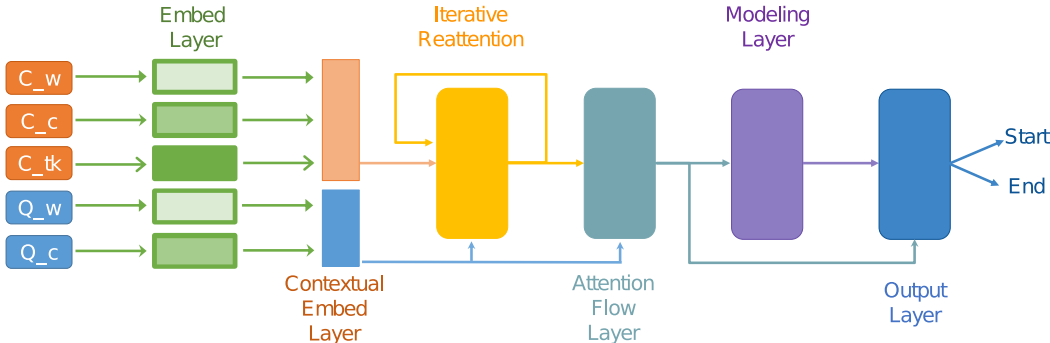 Embed
Layer
Iterative
Reattention
Modeling
Layer
C_w
C_c
C_tk
Q_w
Q_c
Start
End
Contextual
Embed
Layer
Attention
Flow
Layer
Output
Layer